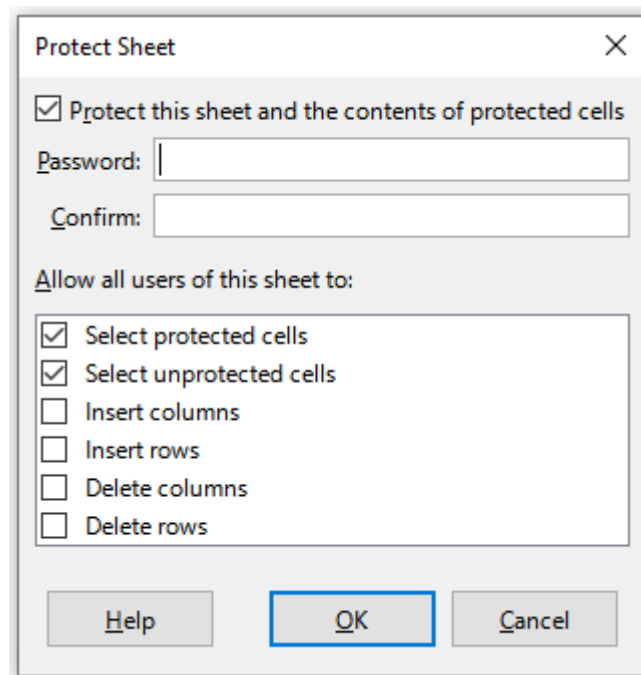 Protect Sheet
Protect this sheet and the contents of protected cells
Password:
Confirm:
Allow all users of this sheet to:
Select protected cells
Select unprotected cells
Insert columns
Insert rows
Delete columns
Delete rows
Help OK Cancel